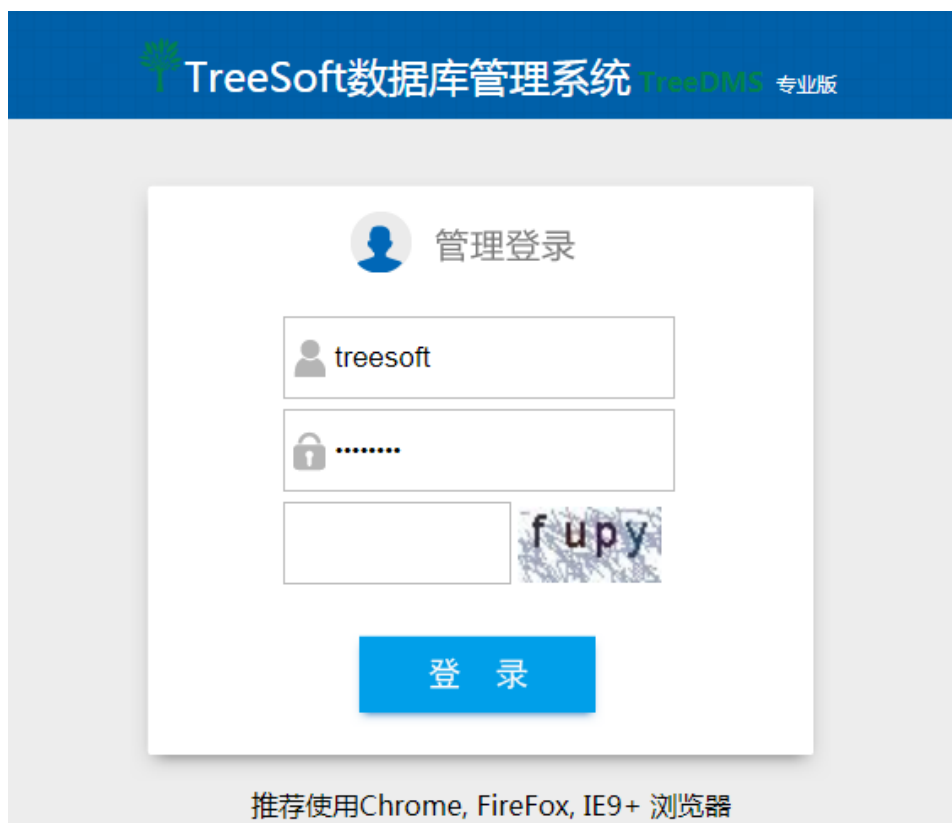 TreeSoft数据库管理系统 TreeDMS 专业版
管理登录
treesoft
••••••••
fupy
登 录
推荐使用Chrome, FireFox, IE9+ 浏览器